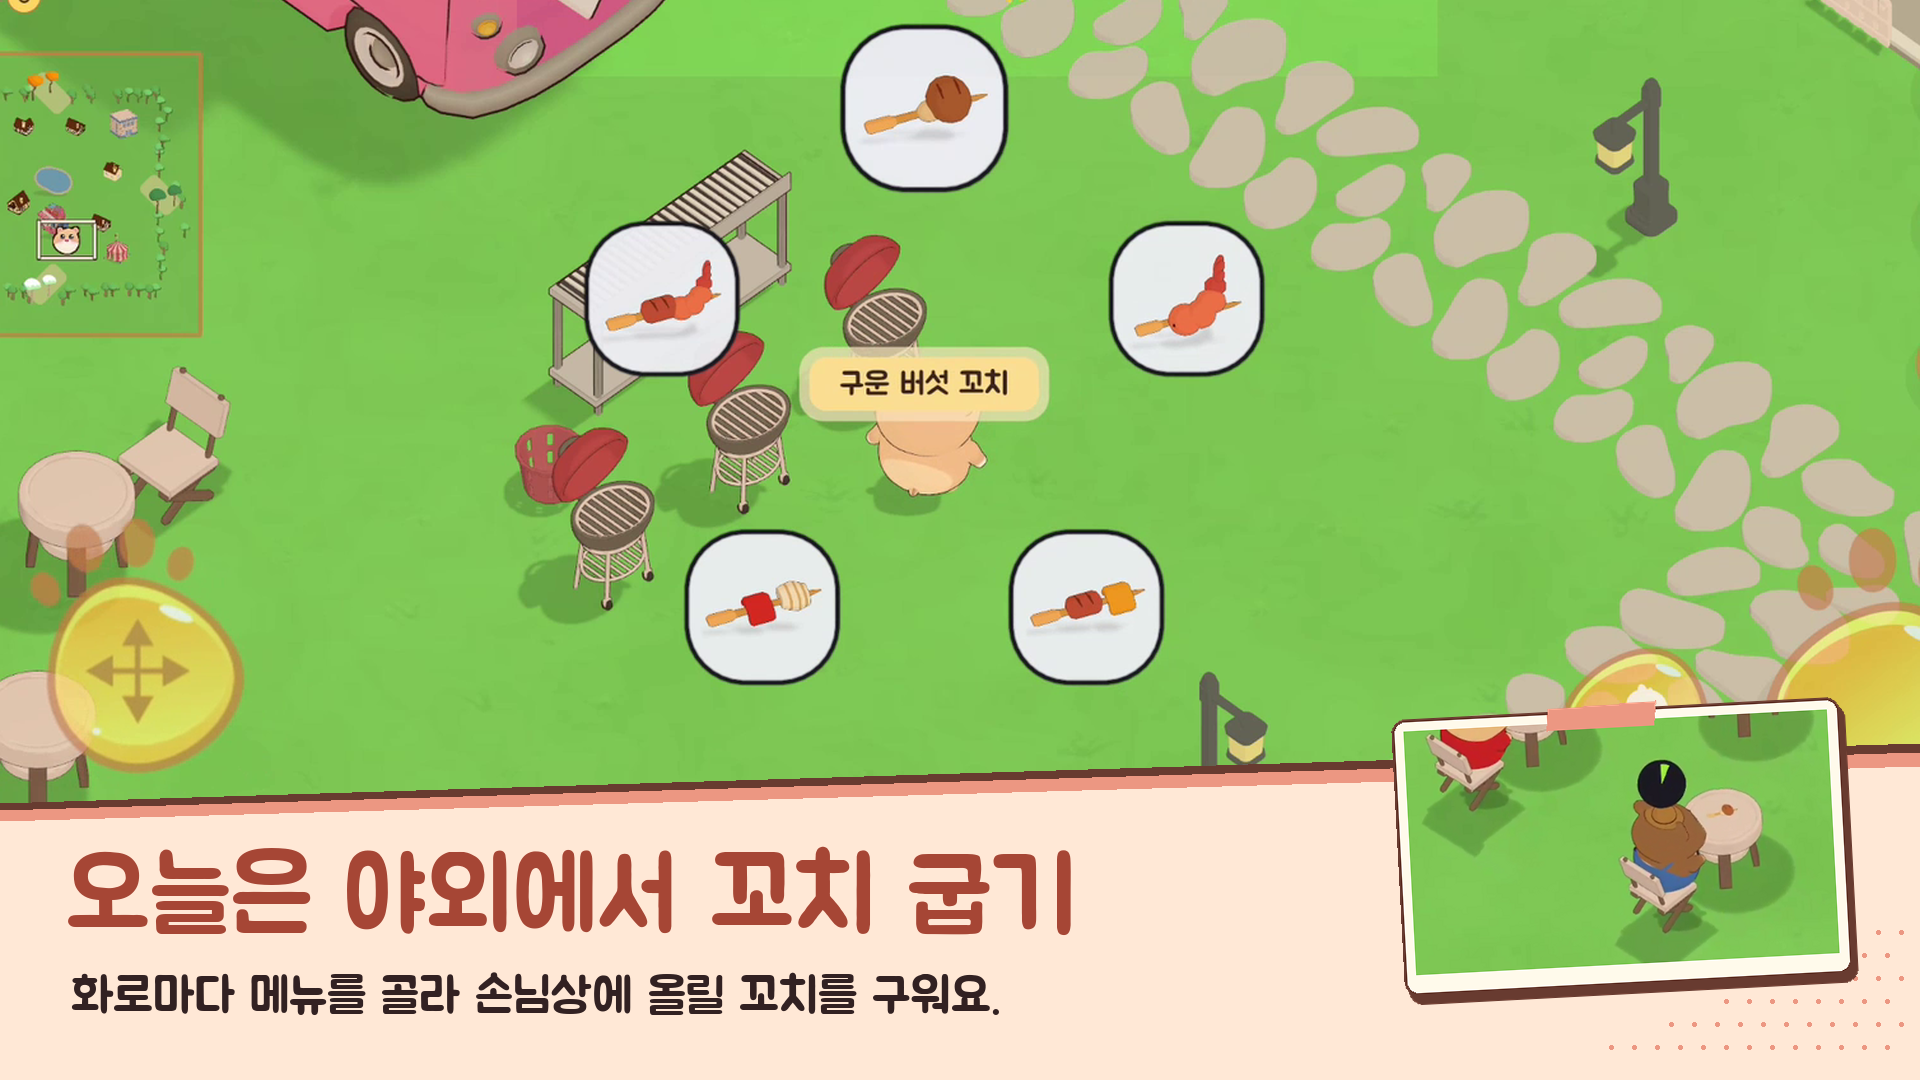 구운 버섯 꼬치
오늘은 야외에서 꼬치 굽기
화로마다 메뉴를 골라 손님상에 올릴 꼬치를 구워요.